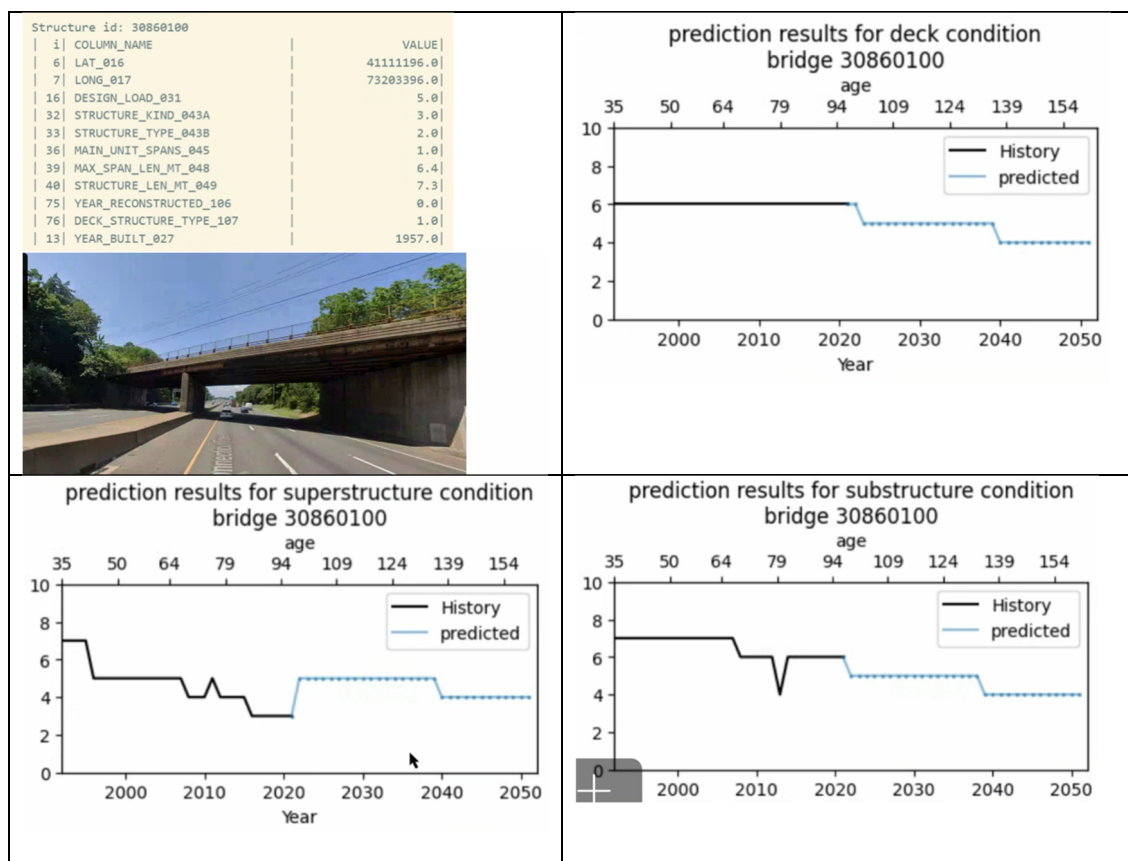 Structure id: 30860100
| i| COLUMN_NAME | VALUE|
| 6| LAT_016 | 41111196.0|
| 7| LONG_017 | 73203396.0|
| 16| DESIGN_LOAD_031 | 5.0|
| 32| STRUCTURE_KIND_043A | 3.0|
| 33| STRUCTURE_TYPE_043B | 2.0|
| 36| MAIN_UNIT_SPANS_045 | 1.0|
| 39| MAX_SPAN_LEN_MT_048 | 6.4|
| 40| STRUCTURE_LEN_MT_049 | 7.3|
| 75| YEAR_RECONSTRUCTED_106 | 0.0|
| 76| DECK_STRUCTURE_TYPE_107 | 1.0|
| 13| YEAR_BUILT_027 | 1957.0|
prediction results for deck condition
bridge 30860100
age
35 50 64 79 94 109 124 139 154
10
8
6
4
2
0
History
predicted
2000 2010 2020 2030 2040 2050
Year
prediction results for superstructure condition
bridge 30860100
age
35 50 64 79 94 109 124 139 154
10
8
6
4
2
0
History
predicted
2000 2010 2020 2030 2040 2050
Year
prediction results for substructure condition
bridge 30860100
age
35 50 64 79 94 109 124 139 154
10
8
6
4
2
0
History
predicted
2000 2010 2020 2030 2040 2050